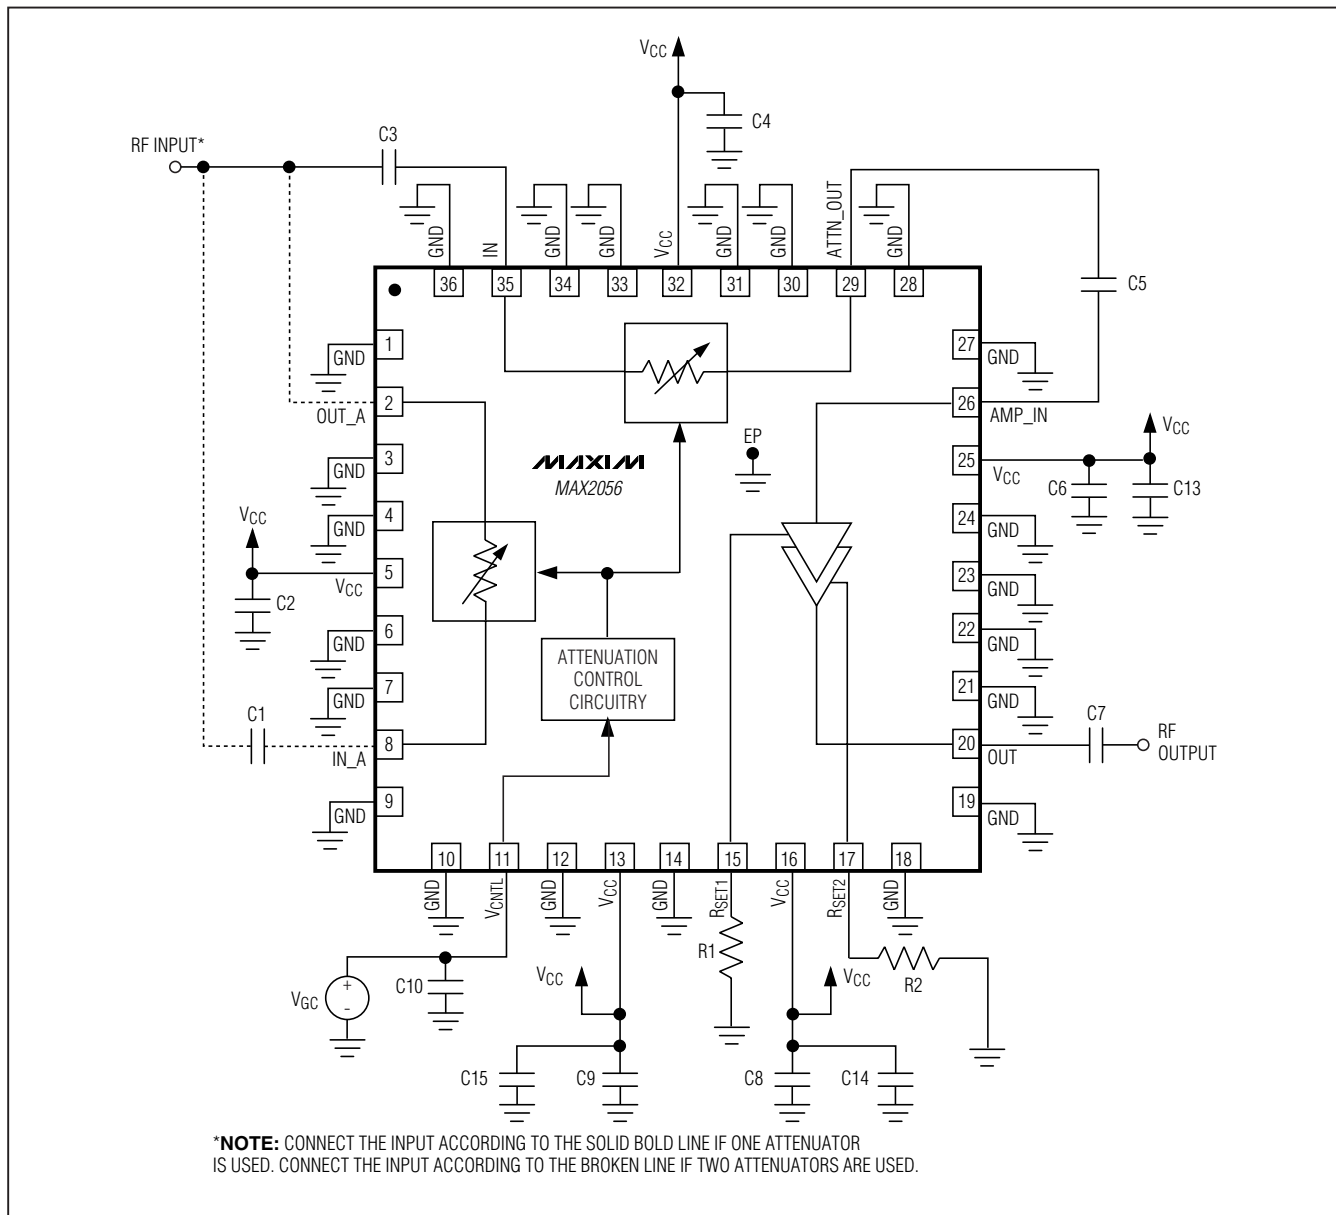 VCC
C4
RF INPUT*
C3
GND
IN
GND
GND
VCC
GND
GND
ATTN_OUT
GND
36
35
34
33
32
31
30
29
28
C5
1
GND
27
GND
2
OUT_A
26
AMP_IN
VCC
3
GND
EP
MAXIM
MAX2056
25
VCC
C6
C13
4
GND
VCC
24
GND
5
VCC
C2
23
GND
6
GND
22
GND
ATTENUATION
CONTROL
CIRCUITRY
7
GND
21
GND
C1
8
IN_A
20
OUT
C7
RF
OUTPUT
9
GND
19
GND
10
11
12
13
14
15
16
17
18
GND
VCNTL
GND
VCC
GND
RSET1
VCC
RSET2
GND
R1
R2
VGC
+
-
C10
VCC
VCC
C15
C9
C8
C14
*NOTE: CONNECT THE INPUT ACCORDING TO THE SOLID BOLD LINE IF ONE ATTENUATOR
IS USED. CONNECT THE INPUT ACCORDING TO THE BROKEN LINE IF TWO ATTENUATORS ARE USED.